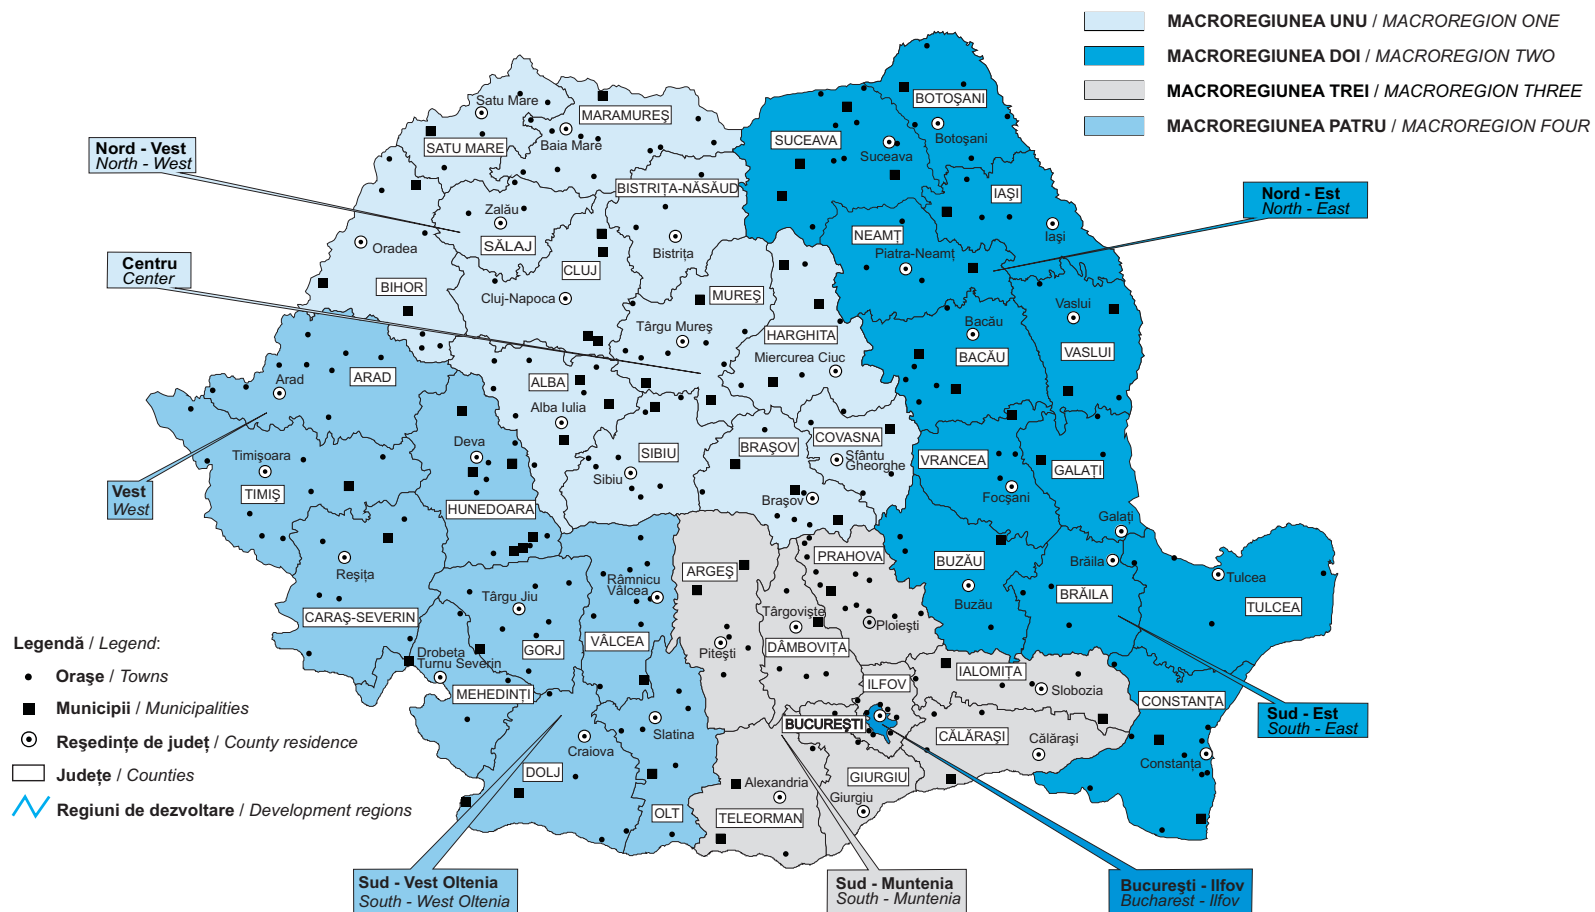 MACROREGIUNEA UNU / MACROREGION ONE
MACROREGIUNEA DOI / MACROREGION TWO
MACROREGIUNEA TREI / MACROREGION THREE
MACROREGIUNEA PATRU / MACROREGION FOUR
Nord - Vest
North - West
Centru
Center
Vest
West
Nord - Est
North - East
Sud - Est
South - East
Satu Mare
SATU MARE
MARAMUREŞ
Baia Mare
BISTRIŢA-NĂSĂUD
Bistriţa
Zalău
SĂLAJ
Oradea
BIHOR
CLUJ
Cluj-Napoca
MUREŞ
Târgu Mureş
HARGHITA
Miercurea Ciuc
ALBA
Alba Iulia
SIBIU
Sibiu
BRAŞOV
Braşov
COVASNA
Sfântu
Gheorghe
SUCEAVA
Suceava
BOTOŞANI
Botoşani
IAŞI
Iaşi
NEAMŢ
Piatra-Neamţ
Bacău
BACĂU
Vaslui
VASLUI
VRANCEA
Focşani
GALAŢI
Galaţi
BUZĂU
Buzău
Brăila
BRĂILA
Tulcea
TULCEA
CONSTANŢA
Constanţa
ARAD
Arad
Timişoara
TIMIŞ
Deva
HUNEDOARA
Reşiţa
CARAŞ-SEVERIN
Târgu Jiu
GORJ
Râmnicu
Vâlcea
VÂLCEA
Drobeta
Turnu Severin
MEHEDINŢI
Craiova
DOLJ
Slatina
OLT
ARGEŞ
Piteşti
Târgovişte
DÂMBOVIŢA
PRAHOVA
Ploieşti
ILFOV
BUCUREŞTI
IALOMIŢA
Slobozia
CĂLĂRAŞI
Călăraşi
GIURGIU
Giurgiu
Alexandria
TELEORMAN
Legendă / Legend:
Oraşe / Towns
Municipii / Municipalities
Reşedinţe de judeţ / County residence
Judeţe / Counties
Regiuni de dezvoltare / Development regions
Sud - Vest Oltenia
South - West Oltenia
Sud - Muntenia
South - Muntenia
Bucureşti - Ilfov
Bucharest - Ilfov